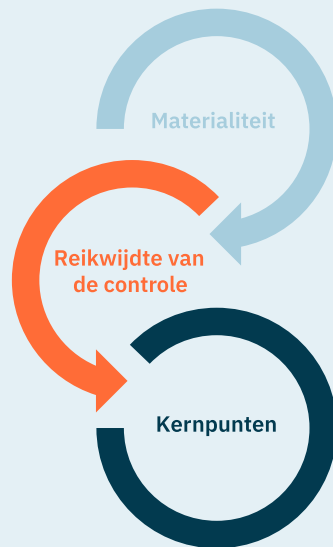 Materialiteit
Reikwijdte van
de controle
Kernpunten